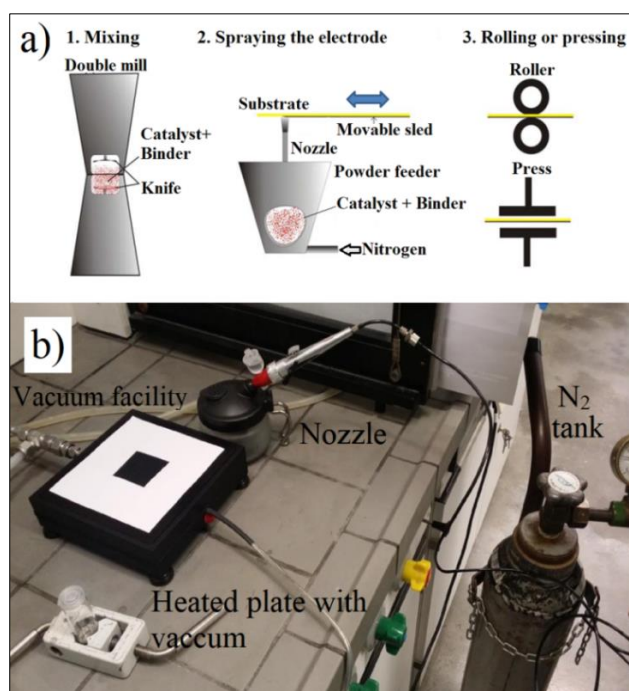 a)
1. Mixing
Double mill
Catalyst+
Binder
Knife
2. Spraying the electrode
Substrate
Movable sled
Nozzle
Powder feeder
Catalyst + Binder
Nitrogen
3. Rolling or pressing
Roller
Press
b)
Vacuum facility
Nozzle
N2
tank
Heated plate with
vaccum